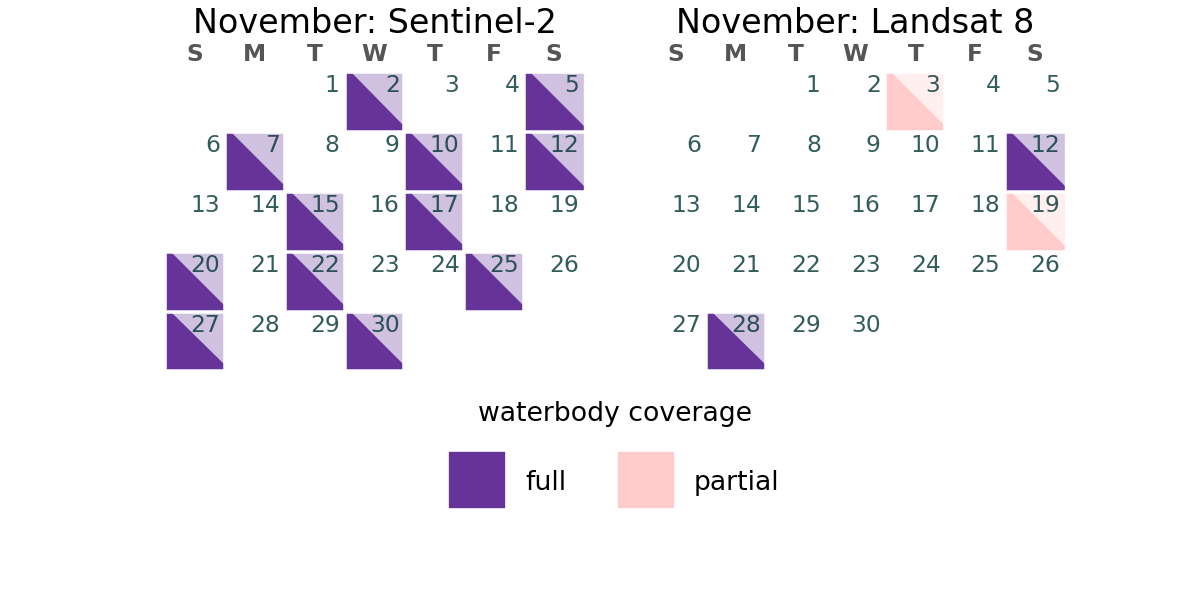 November: Sentinel-2
S M T W T F S
1 2 3 4 5
6 7 8 9 10 11 12
13 14 15 16 17 18 19
20 21 22 23 24 25 26
27 28 29 30
November: Landsat 8
S M T W T F S
1 2 3 4 5
6 7 8 9 10 11 12
13 14 15 16 17 18 19
20 21 22 23 24 25 26
27 28 29 30
waterbody coverage
full partial